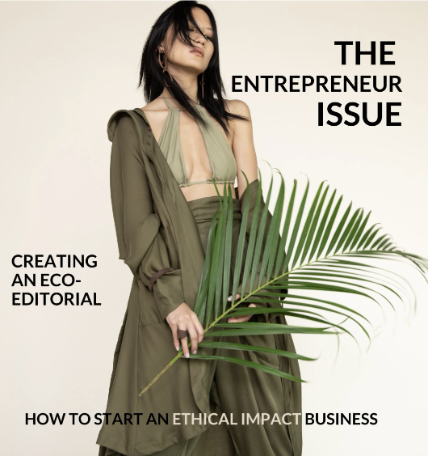 THE
ENTREPRENEUR
ISSUE
CREATING
AN ECO-
EDITORIAL
HOW TO START AN ETHICAL IMPACT BUSINESS